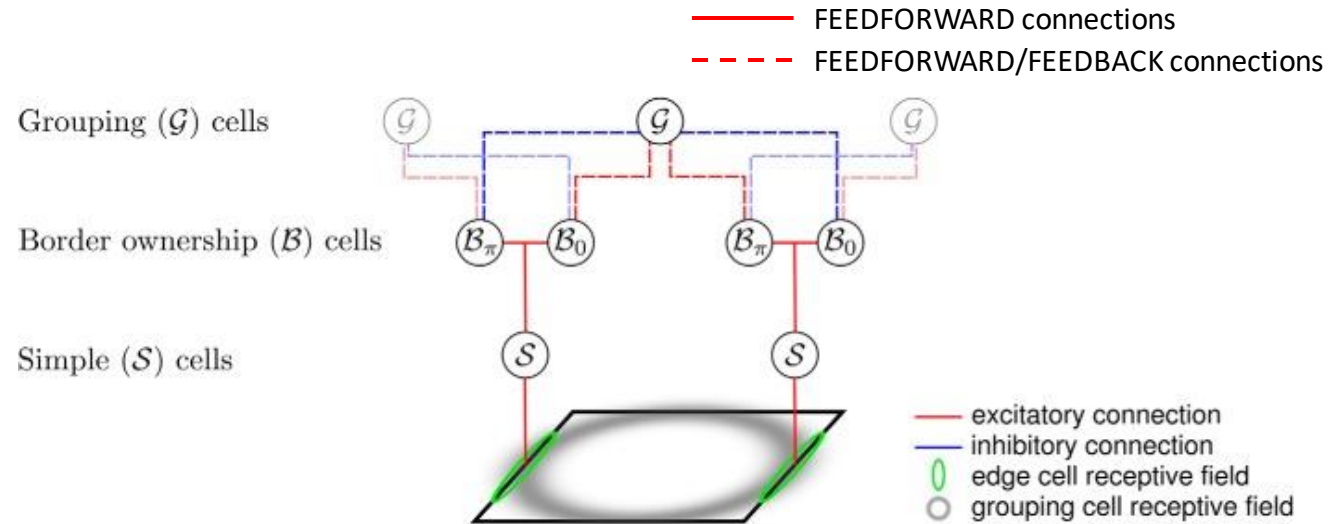 FEEDFORWARD connections
FEEDFORWARD/FEEDBACK connections
Grouping (𝒢) cells
𝒢 𝒢 𝒢
Border ownership (ℬ) cells
ℬπ ℬ0 ℬπ ℬ0
Simple (𝒮) cells
𝒮 𝒮
excitatory connection
inhibitory connection
edge cell receptive field
grouping cell receptive field